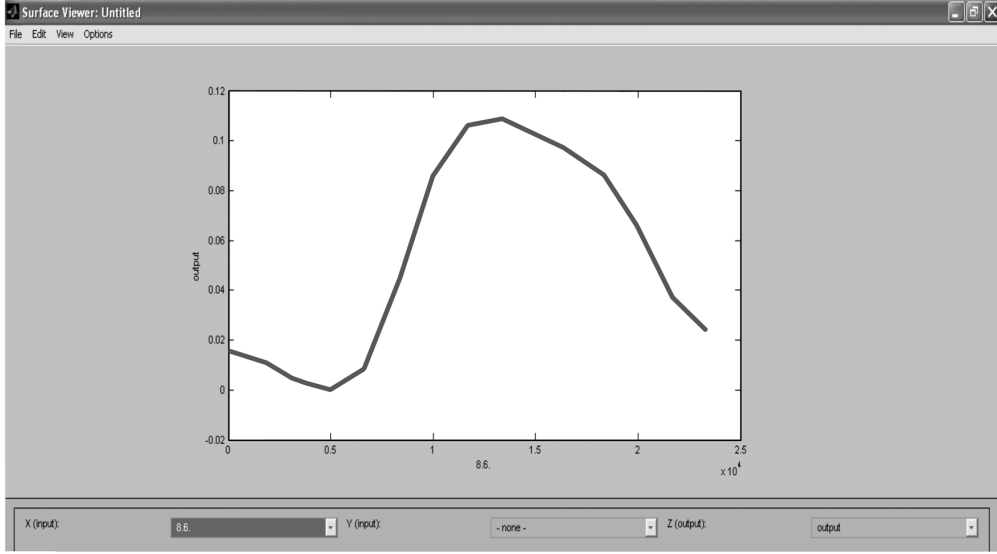 Surface Viewer: Untitled
File Edit View Options
0.12
0.1
0.08
0.06
0.04
0.02
0
-0.02
output
0 0.5 1 1.5 2 2.5
8.6.
x 10^4
X (input): 8.6. Y (input): - none - Z (output): output